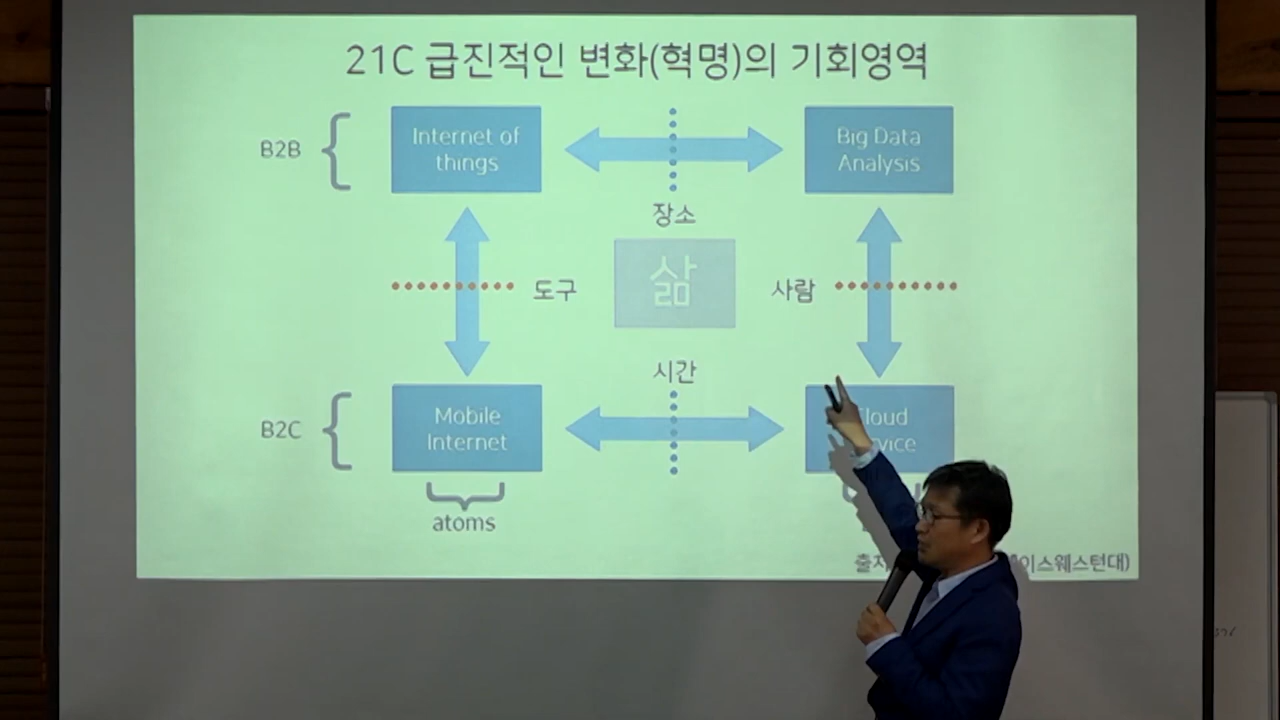 21C 급진적인 변화(혁명)의 기회영역
B2B
Internet of
things
Big Data
Analysis
장소
도구
삶
사람
시간
B2C
Mobile
Internet
atoms